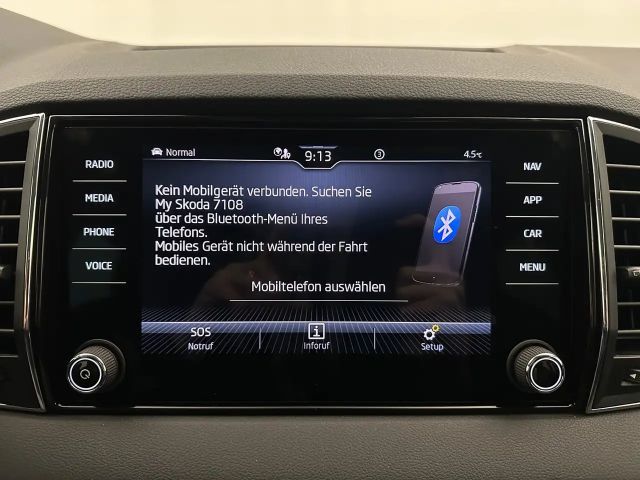 Normal
9:13
3
4.5°C
RADIO
MEDIA
PHONE
VOICE
NAV
APP
CAR
MENU
Kein Mobilgerät verbunden. Suchen Sie
My Skoda 7108
über das Bluetooth-Menü Ihres
Telefons.
Mobiles Gerät nicht während der Fahrt
bedienen.
Mobiltelefon auswählen
SOS
Notruf
Inforuf
Setup